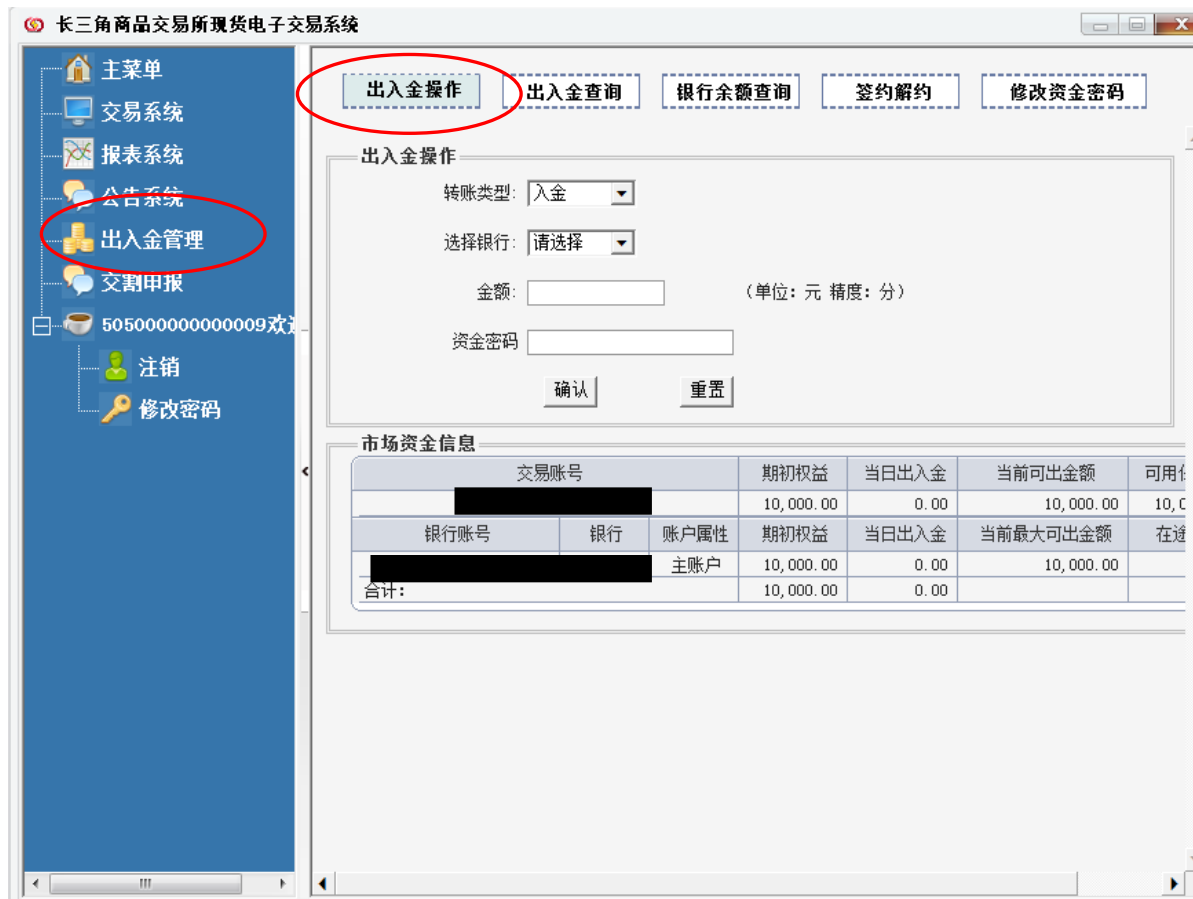 长三角商品交易所现货电子交易系统
主菜单
交易系统
报表系统
公告系统
出入金管理
交割申报
505000000000009欢
注销
修改密码
出入金操作 出入金查询 银行余额查询 签约解约 修改资金密码
出入金操作
转账类型: 入金
选择银行: 请选择
金额: (单位: 元 精度: 分)
资金密码
确认 重置
市场资金信息
交易账号 期初权益 当日出入金 当前可出金额 可用
10,000.00 0.00 10,000.00 10,0
银行账号 银行 账户属性 期初权益 当日出入金 当前最大可出金额 在途
主账户 10,000.00 0.00 10,000.00
合计: 10,000.00 0.00